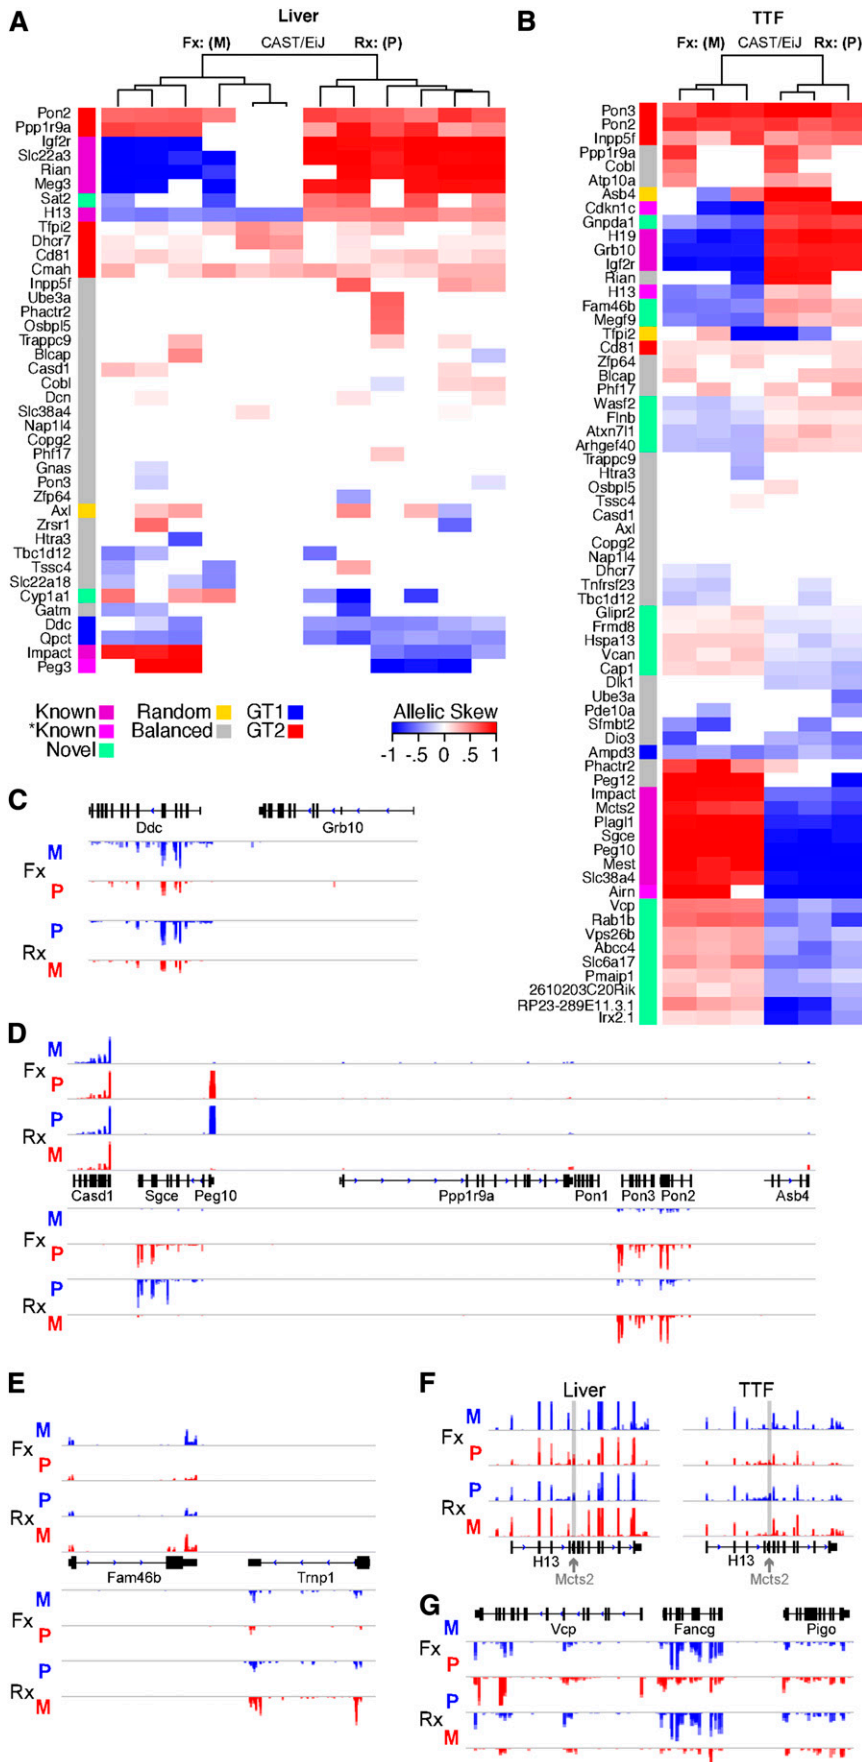 A
Liver
Fx: (M) CAST/EiJ Rx: (P)
Pon2
Ppp1r9a
Igf2r
Slc22a3
Rian
Meg3
Sat2
H13
Tfpi2
Dhcr7
Cd81
Cmah
Inpp5f
Ube3a
Phactr2
Osbpl5
Trappc9
Blcap
Casd1
Cobl
Dcn
Slc38a4
Nap1l4
Copg2
Phf17
Gnas
Pon3
Zfp64
Axl
Zrsr1
Htra3
Tbc1d12
Tssc4
Slc22a18
Cyp1a1
Gatm
Ddc
Qpct
Impact
Peg3
Known Random GT1
*Known Balanced GT2
Novel
Allelic Skew
-1 -.5 0 .5 1
B
TTF
Fx: (M) CAST/EiJ Rx: (P)
Pon3
Pon2
Inpp5f
Ppp1r9a
Cobl
Atp10a
Asb4
Cdkn1c
Gnpda1
H19
Grb10
Igf2r
Rian
H13
Fam46b
Megf9
Tfpi2
Cd81
Zfp64
Blcap
Phf17
Wasf2
Flnb
Atxn7l1
Arhgef40
Trappc9
Htra3
Osbpl5
Tssc4
Casd1
Axl
Copg2
Nap1l4
Dhcr7
Tnfrsf23
Tbc1d12
Glipr2
Frmd8
Hspa13
Vcan
Cap1
Dlk1
Ube3a
Pde10a
Sfmbt2
Dio3
Ampd3
Phactr2
Peg12
Impact
Mcts2
Plagl1
Sgce
Peg10
Mest
Slc38a4
Airn
Vcp
Rab1b
Vps26b
Abcc4
Slc6a17
Pmaip1
2610203C20Rik
RP23-289E11.3.1
Irx2.1
C
Ddc Grb10
M
Fx
P
P
Rx
M
D
M
Fx
P
P
Rx
M
Casd1 Sgce Peg10 Ppp1r9a Pon1 Pon3 Pon2 Asb4
M
Fx
P
P
Rx
M
E
M
Fx
P
P
Rx
M
Fam46b Trnp1
M
Fx
P
P
Rx
M
F
Liver TTF
M
Fx
P
P
Rx
M
H13 H13
Mcts2 Mcts2
G
M
Vcp Fancg Pigo
Fx
P
P
Rx
M